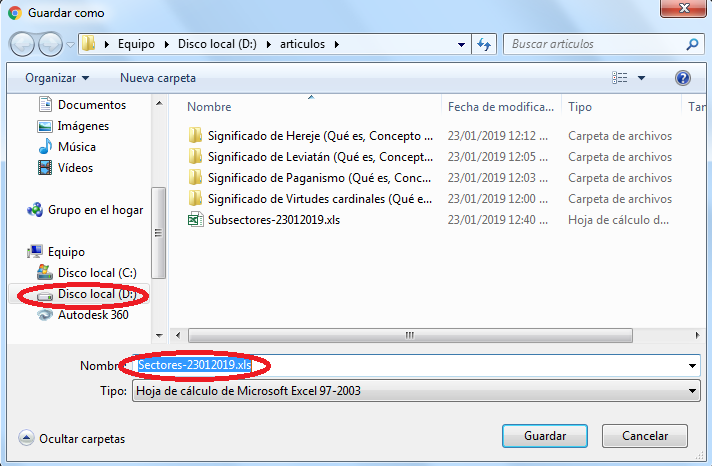 Guardar como
Equipo ▸ Disco local (D:) ▸ articulos ▸
Buscar articulos
Organizar
Nueva carpeta
Documentos
Imágenes
Música
Vídeos
Grupo en el hogar
Equipo
Disco local (C:)
Disco local (D:)
Autodesk 360
Nombre Fecha de modifica... Tipo Tam
Significado de Hereje (Qué es, Concepto ... 23/01/2019 12:12 ... Carpeta de archivos
Significado de Leviatán (Qué es, Concept... 23/01/2019 12:05 ... Carpeta de archivos
Significado de Paganismo (Qué es, Conc... 23/01/2019 12:03 ... Carpeta de archivos
Significado de Virtudes cardinales (Qué e... 23/01/2019 12:00 ... Carpeta de archivos
Subsectores-23012019.xls 23/01/2019 12:40 ... Hoja de cálculo d...
Nombre: Sectores-23012019.xls
Tipo: Hoja de cálculo de Microsoft Excel 97-2003
Ocultar carpetas
Guardar
Cancelar